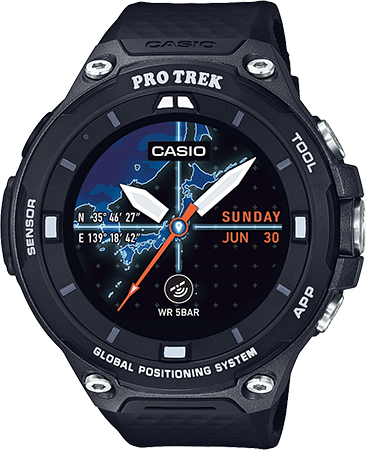 CASIO
PRO TREK
TOOL
CASIO
SENSOR
N 35° 46' 27"
E 139° 18' 42"
SUNDAY
JUN 30
APP
WR 5BAR
GLOBAL POSITIONING SYSTEM